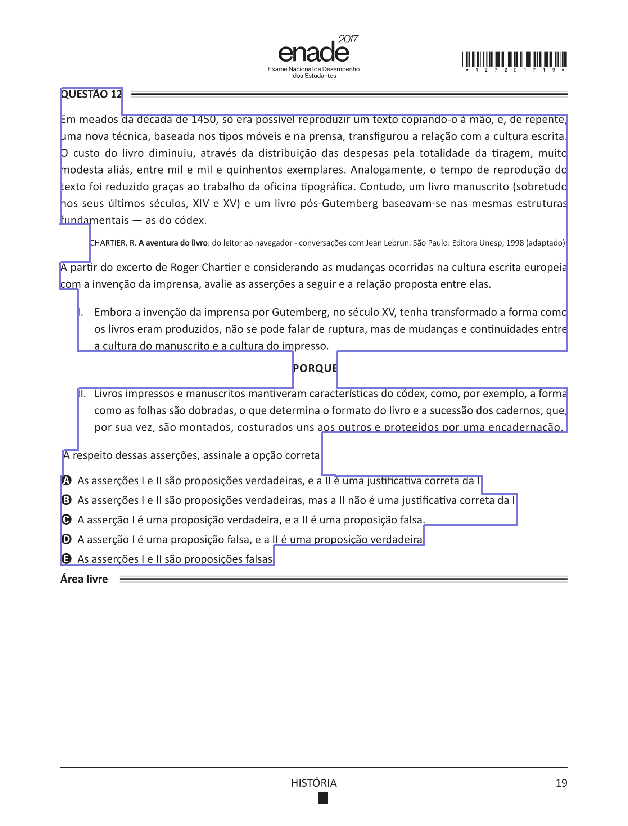 2017
enade
Exame Nacional de Desempenho
dos Estudantes
*R2720171 9*
QUESTÃO 12
Em meados da década de 1450, só era possível reproduzir um texto copiando-o à mão, e, de repente,
uma nova técnica, baseada nos tipos móveis e na prensa, transfigurou a relação com a cultura escrita.
O custo do livro diminuiu, através da distribuição das despesas pela totalidade da tiragem, muito
modesta aliás, entre mil e mil e quinhentos exemplares. Analogamente, o tempo de reprodução do
texto foi reduzido graças ao trabalho da oficina tipográfica. Contudo, um livro manuscrito (sobretudo
nos seus últimos séculos, XIV e XV) e um livro pós-Gutemberg baseavam-se nas mesmas estruturas
fundamentais — as do códex.
CHARTIER, R. A aventura do livro: do leitor ao navegador - conversações com Jean Lebrun. São Paulo: Editora Unesp, 1998 (adaptado).
A partir do excerto de Roger Chartier e considerando as mudanças ocorridas na cultura escrita europeia
com a invenção da imprensa, avalie as asserções a seguir e a relação proposta entre elas.
I. Embora a invenção da imprensa por Gutemberg, no século XV, tenha transformado a forma como
os livros eram produzidos, não se pode falar de ruptura, mas de mudanças e continuidades entre
a cultura do manuscrito e a cultura do impresso.
PORQUE
II. Livros impressos e manuscritos mantiveram características do códex, como, por exemplo, a forma
como as folhas são dobradas, o que determina o formato do livro e a sucessão dos cadernos, que,
por sua vez, são montados, costurados uns aos outros e protegidos por uma encadernação.
A respeito dessas asserções, assinale a opção correta.
A As asserções I e II são proposições verdadeiras, e a II é uma justificativa correta da I.
B As asserções I e II são proposições verdadeiras, mas a II não é uma justificativa correta da I.
C A asserção I é uma proposição verdadeira, e a II é uma proposição falsa.
D A asserção I é uma proposição falsa, e a II é uma proposição verdadeira.
E As asserções I e II são proposições falsas.
Área livre
HISTÓRIA
19